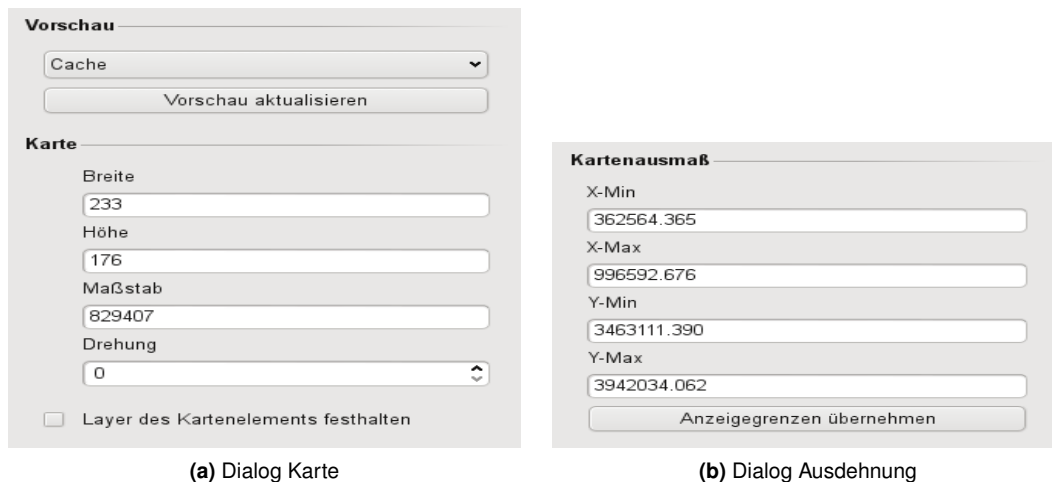 Vorschau
Cache
Vorschau aktualisieren
Karte
Breite
233
Höhe
176
Maßstab
829407
Drehung
0
Layer des Kartenelements festhalten
(a) Dialog Karte
Kartenausmaß
X-Min
362564.365
X-Max
996592.676
Y-Min
3463111.390
Y-Max
3942034.062
Anzeigegrenzen übernehmen
(b) Dialog Ausdehnung